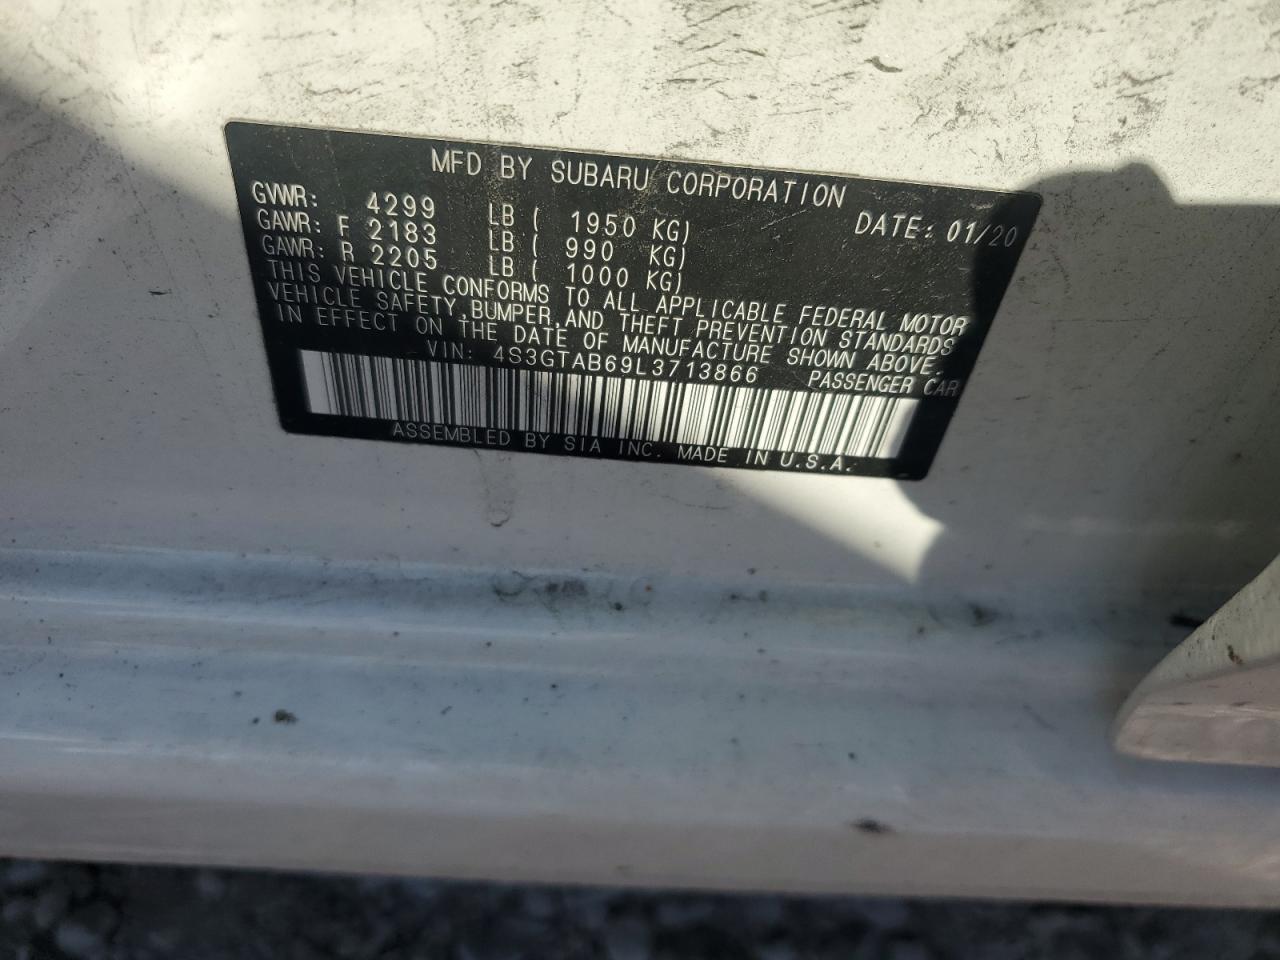 MFD BY SUBARU CORPORATION
GVWR: 4299 LB ( 1950 KG) DATE: 01/20
GAWR: F 2183 LB ( 990 KG)
GAWR: R 2205 LB ( 1000 KG)
THIS VEHICLE CONFORMS TO ALL APPLICABLE FEDERAL MOTOR
VEHICLE SAFETY,BUMPER,AND THEFT PREVENTION STANDARDS
IN EFFECT ON THE DATE OF MANUFACTURE SHOWN ABOVE.
VIN: 4S3GTAB69L3713866 PASSENGER CAR
ASSEMBLED BY SIA INC. MADE IN U.S.A.